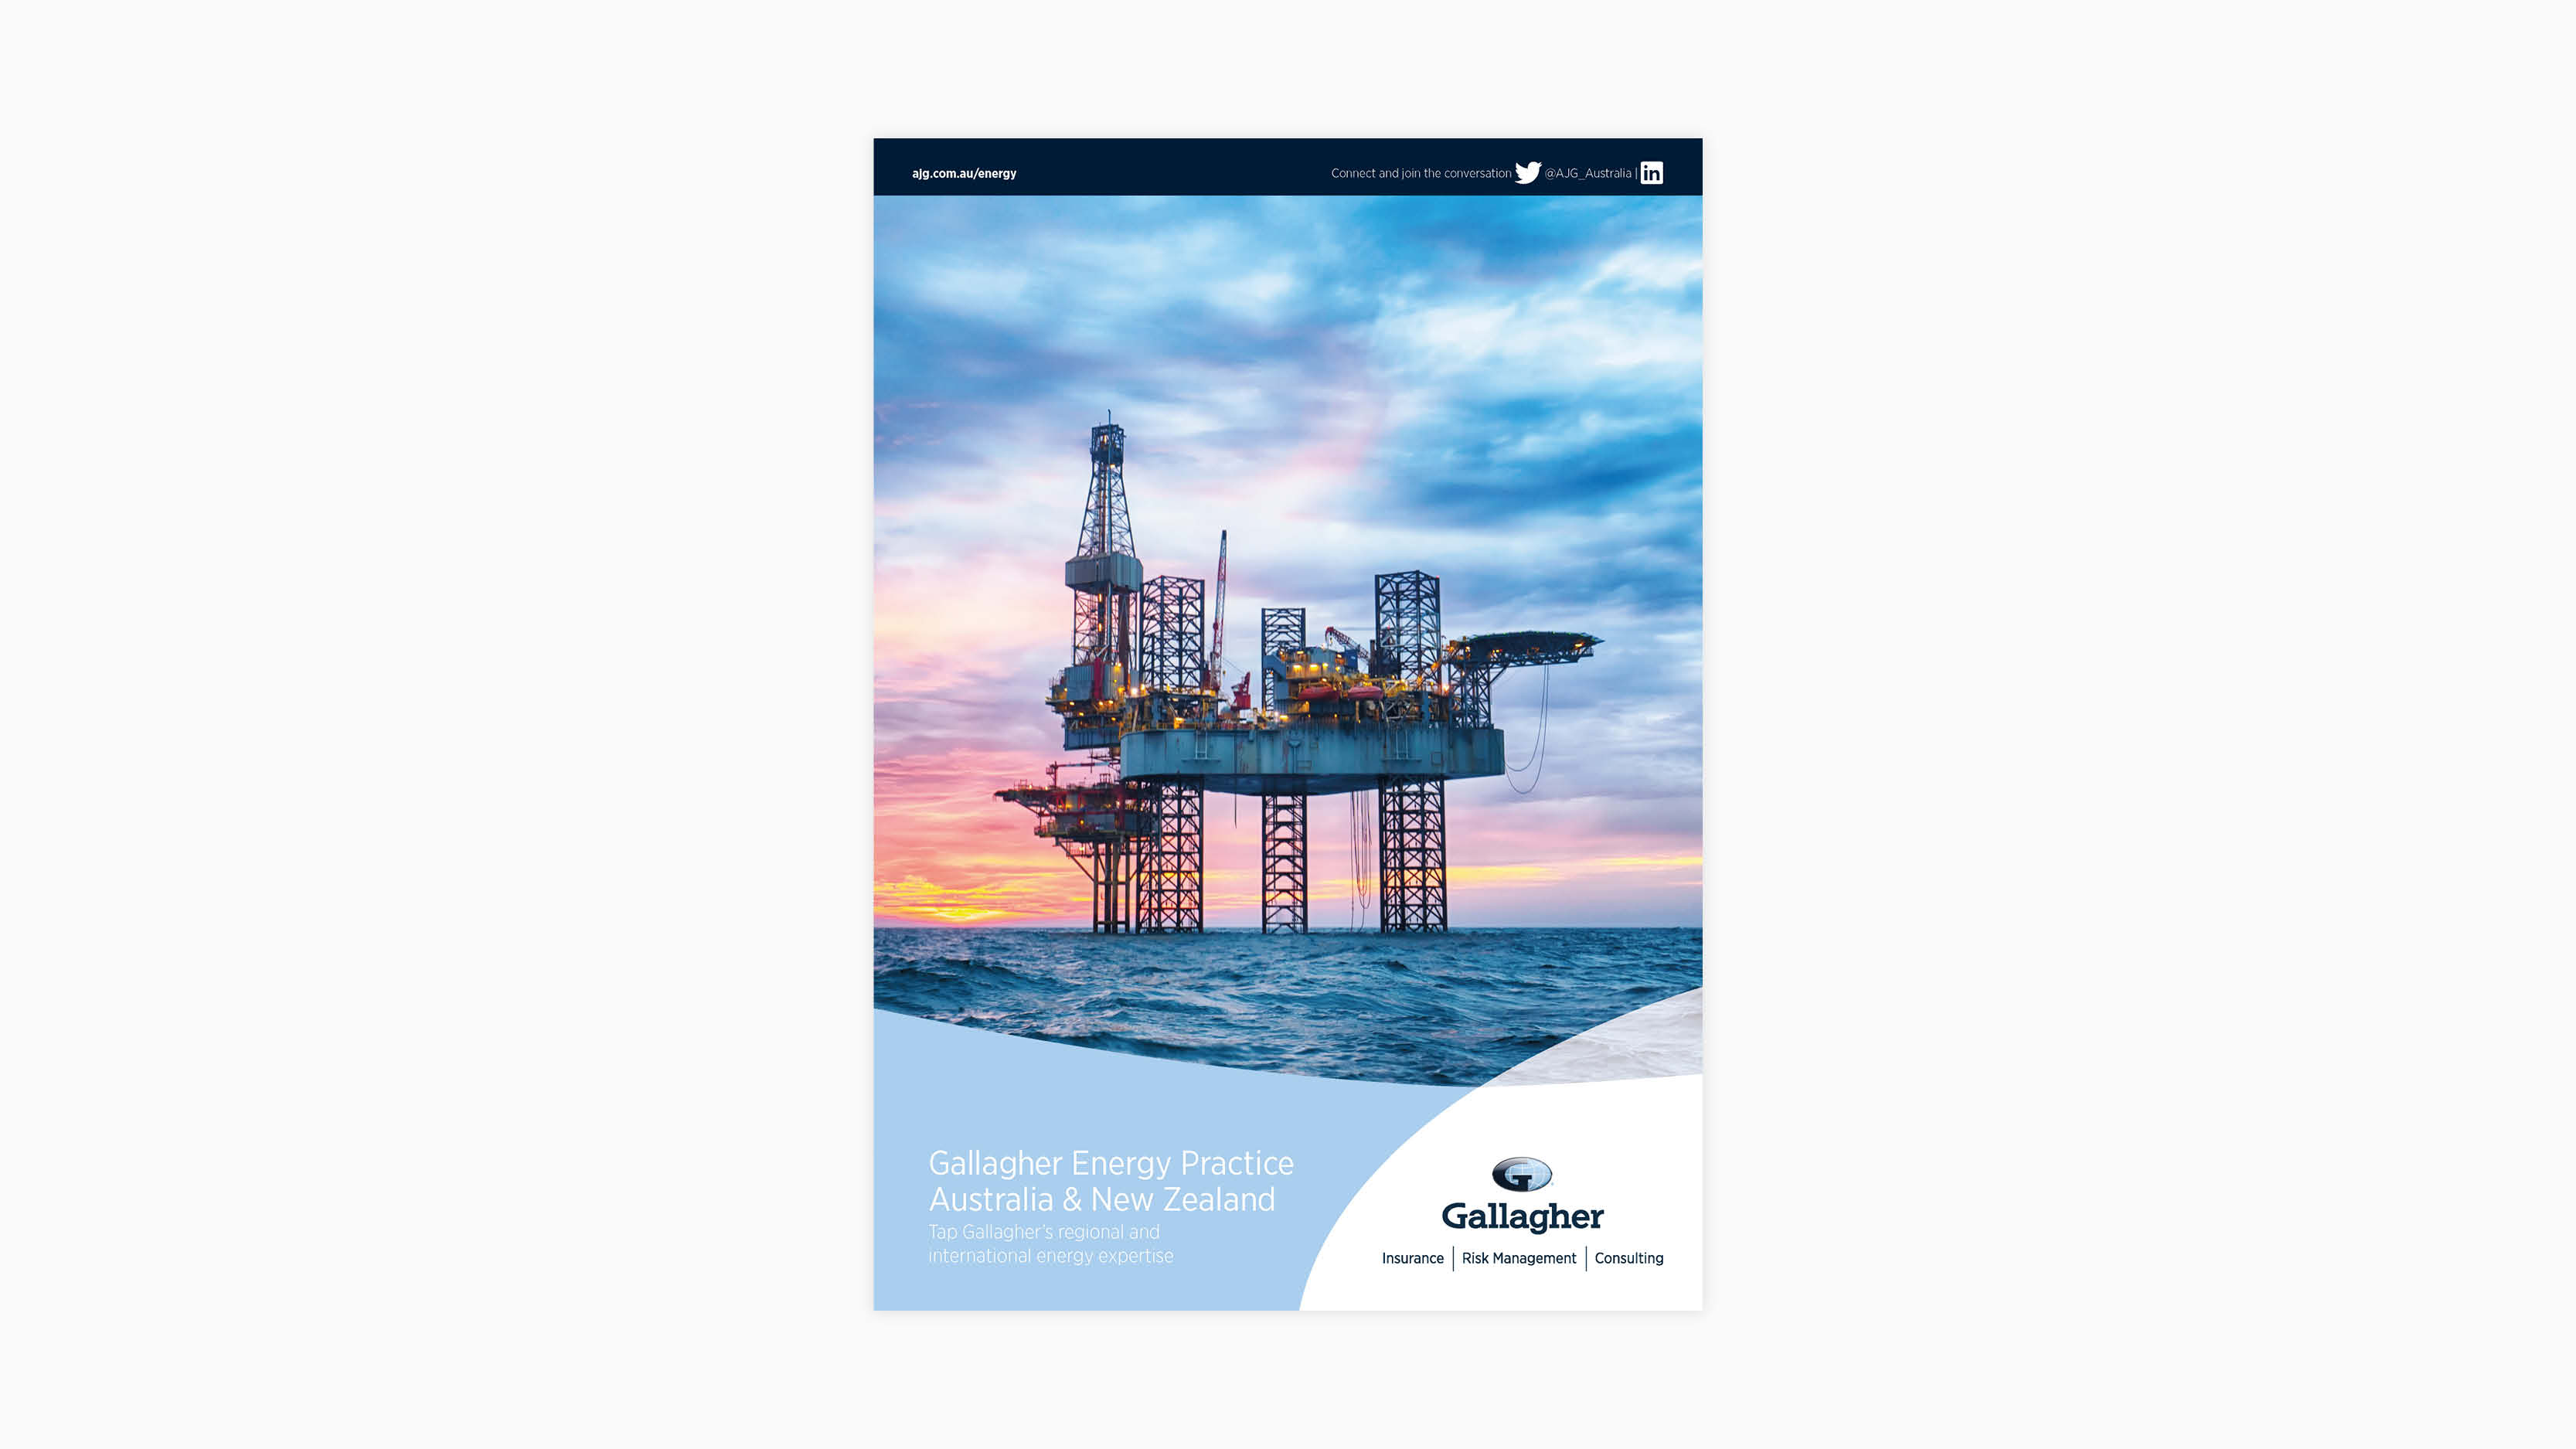 ajg.com.au/energy
Connect and join the conversation @AJG_Australia |
Gallagher Energy Practice
Australia & New Zealand
Tap Gallagher's regional and
international energy expertise
Gallagher
Insurance | Risk Management | Consulting